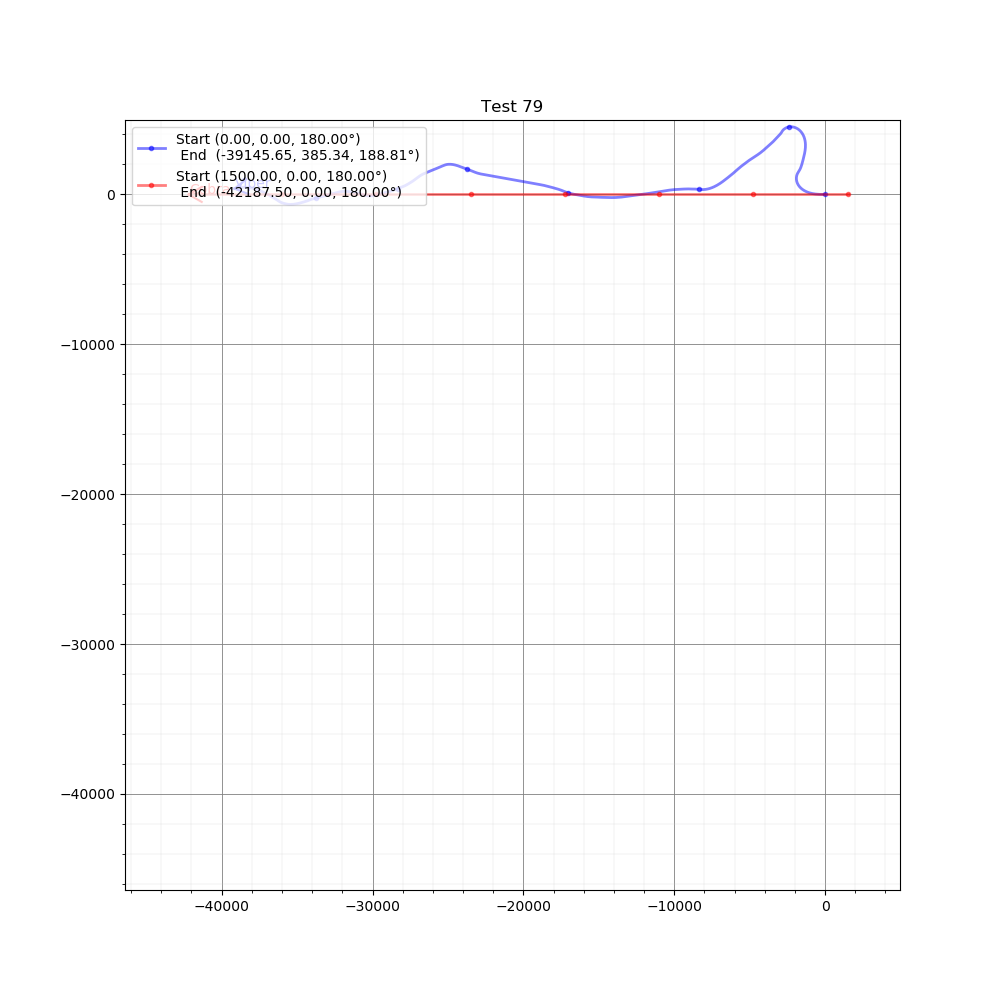 Test 79
Start (0.00, 0.00, 180.00°)
End (-39145.65, 385.34, 188.81°)
Start (1500.00, 0.00, 180.00°)
End (-42187.50, 0.00, 180.00°)
0
−10000
−20000
−30000
−40000
−40000 −30000 −20000 −10000 0